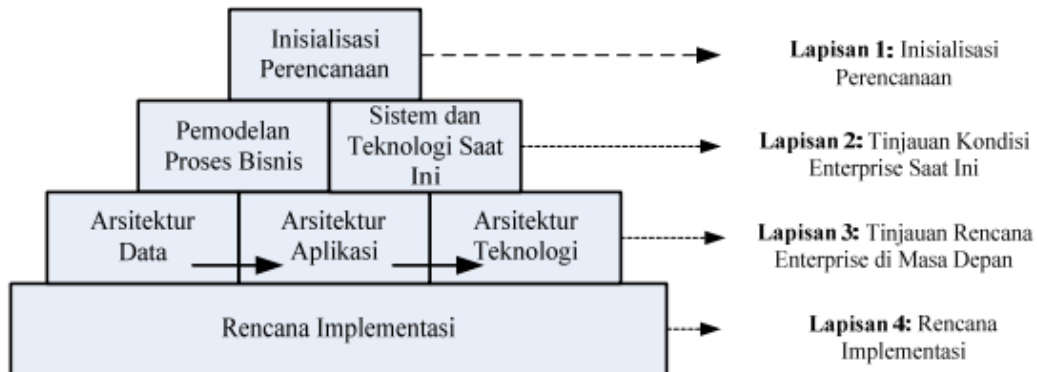 Inisialisasi
Perencanaan
Lapisan 1: Inisialisasi
Perencanaan
Pemodelan
Proses Bisnis
Sistem dan
Teknologi Saat
Ini
Lapisan 2: Tinjauan Kondisi
Enterprise Saat Ini
Arsitektur
Data
Arsitektur
Aplikasi
Arsitektur
Teknologi
Lapisan 3: Tinjauan Rencana
Enterprise di Masa Depan
Rencana Implementasi
Lapisan 4: Rencana
Implementasi